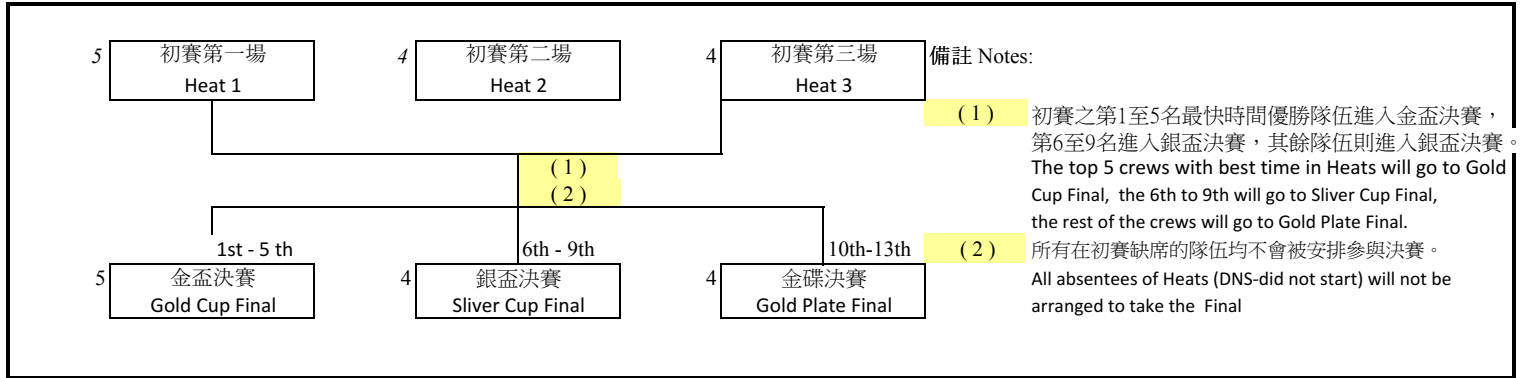 5 初賽第一場 4 初賽第二場 4 初賽第三場 備註 Notes:
Heat 1 Heat 2 Heat 3
( 1 ) 初賽之第1至5名最快時間優勝隊伍進入金盃決賽，
第6至9名進入銀盃決賽，其餘隊伍則進入銀盃決賽。
( 1 ) The top 5 crews with best time in Heats will go to Gold
( 2 ) Cup Final, the 6th to 9th will go to Sliver Cup Final,
the rest of the crews will go to Gold Plate Final.
1st - 5 th 6th - 9th 10th-13th ( 2 ) 所有在初賽缺席的隊伍均不會被安排參與決賽。
5 金盃決賽 4 銀盃決賽 4 金碟決賽 All absentees of Heats (DNS-did not start) will not be
Gold Cup Final Sliver Cup Final Gold Plate Final arranged to take the Final